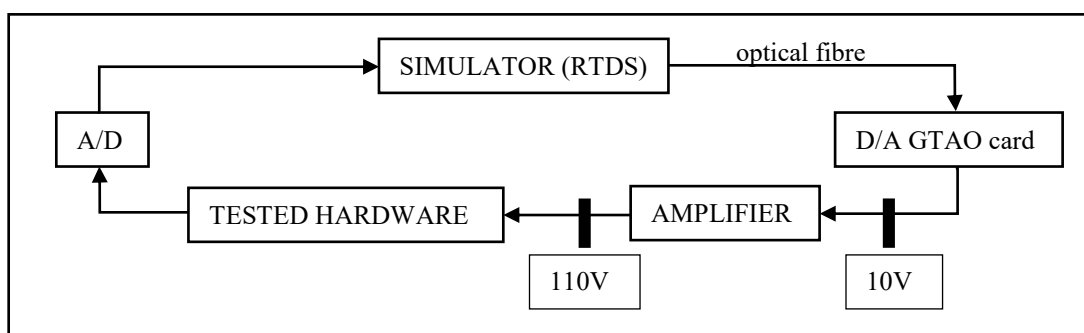 SIMULATOR (RTDS)
optical fibre
A/D
D/A GTAO card
TESTED HARDWARE
AMPLIFIER
110V
10V